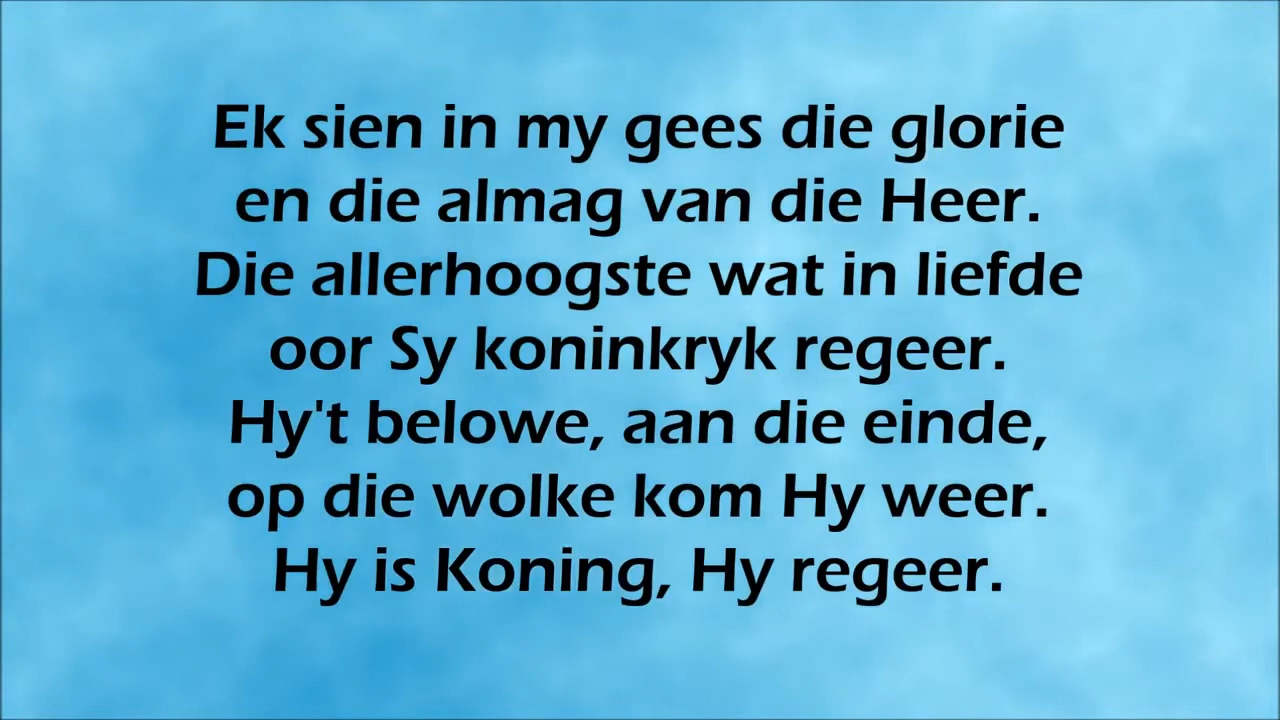 Ek sien in my gees die glorie
en die almag van die Heer.
Die allerhoogste wat in liefde
oor Sy koninkryk regeer.
Hy't belowe, aan die einde,
op die wolke kom Hy weer.
Hy is Koning, Hy regeer.